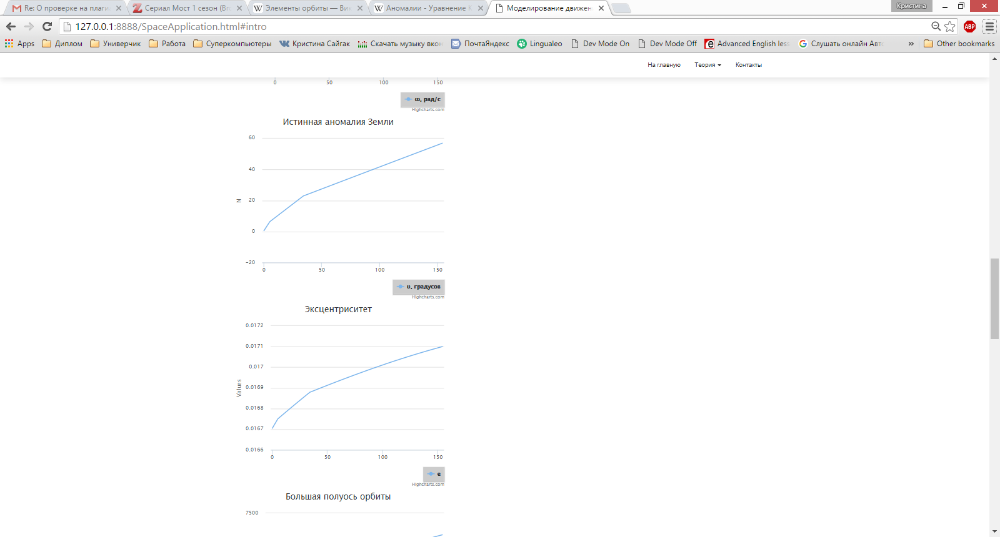 Re: О проверке на плаги
Сериал Мост 1 сезон (Bro
Элементы орбиты — Вик
Аномалии - Уравнение К
Моделирование движен
Кристина
127.0.0.1:8888/SpaceApplication.html#intro
ABP
Apps Диплом Универчик Работа Суперкомпьютеры Кристина Сайгак Скачать музыку вкон ПочтаЯндекс Lingualeo Dev Mode On Dev Mode Off Advanced English less Слушать онлайн Авто » Other bookmarks
На главную Теория Контакты
0 50 100 150
ω, рад/с
Highcharts.com
Истинная аномалия Земли
60
40
N
20
0
-20
0 50 100 150
υ, градусов
Highcharts.com
Эксцентриситет
0.0172
0.0171
0.017
Values
0.0169
0.0168
0.0167
0.0166
0 50 100 150
e
Highcharts.com
Большая полуось орбиты
7500